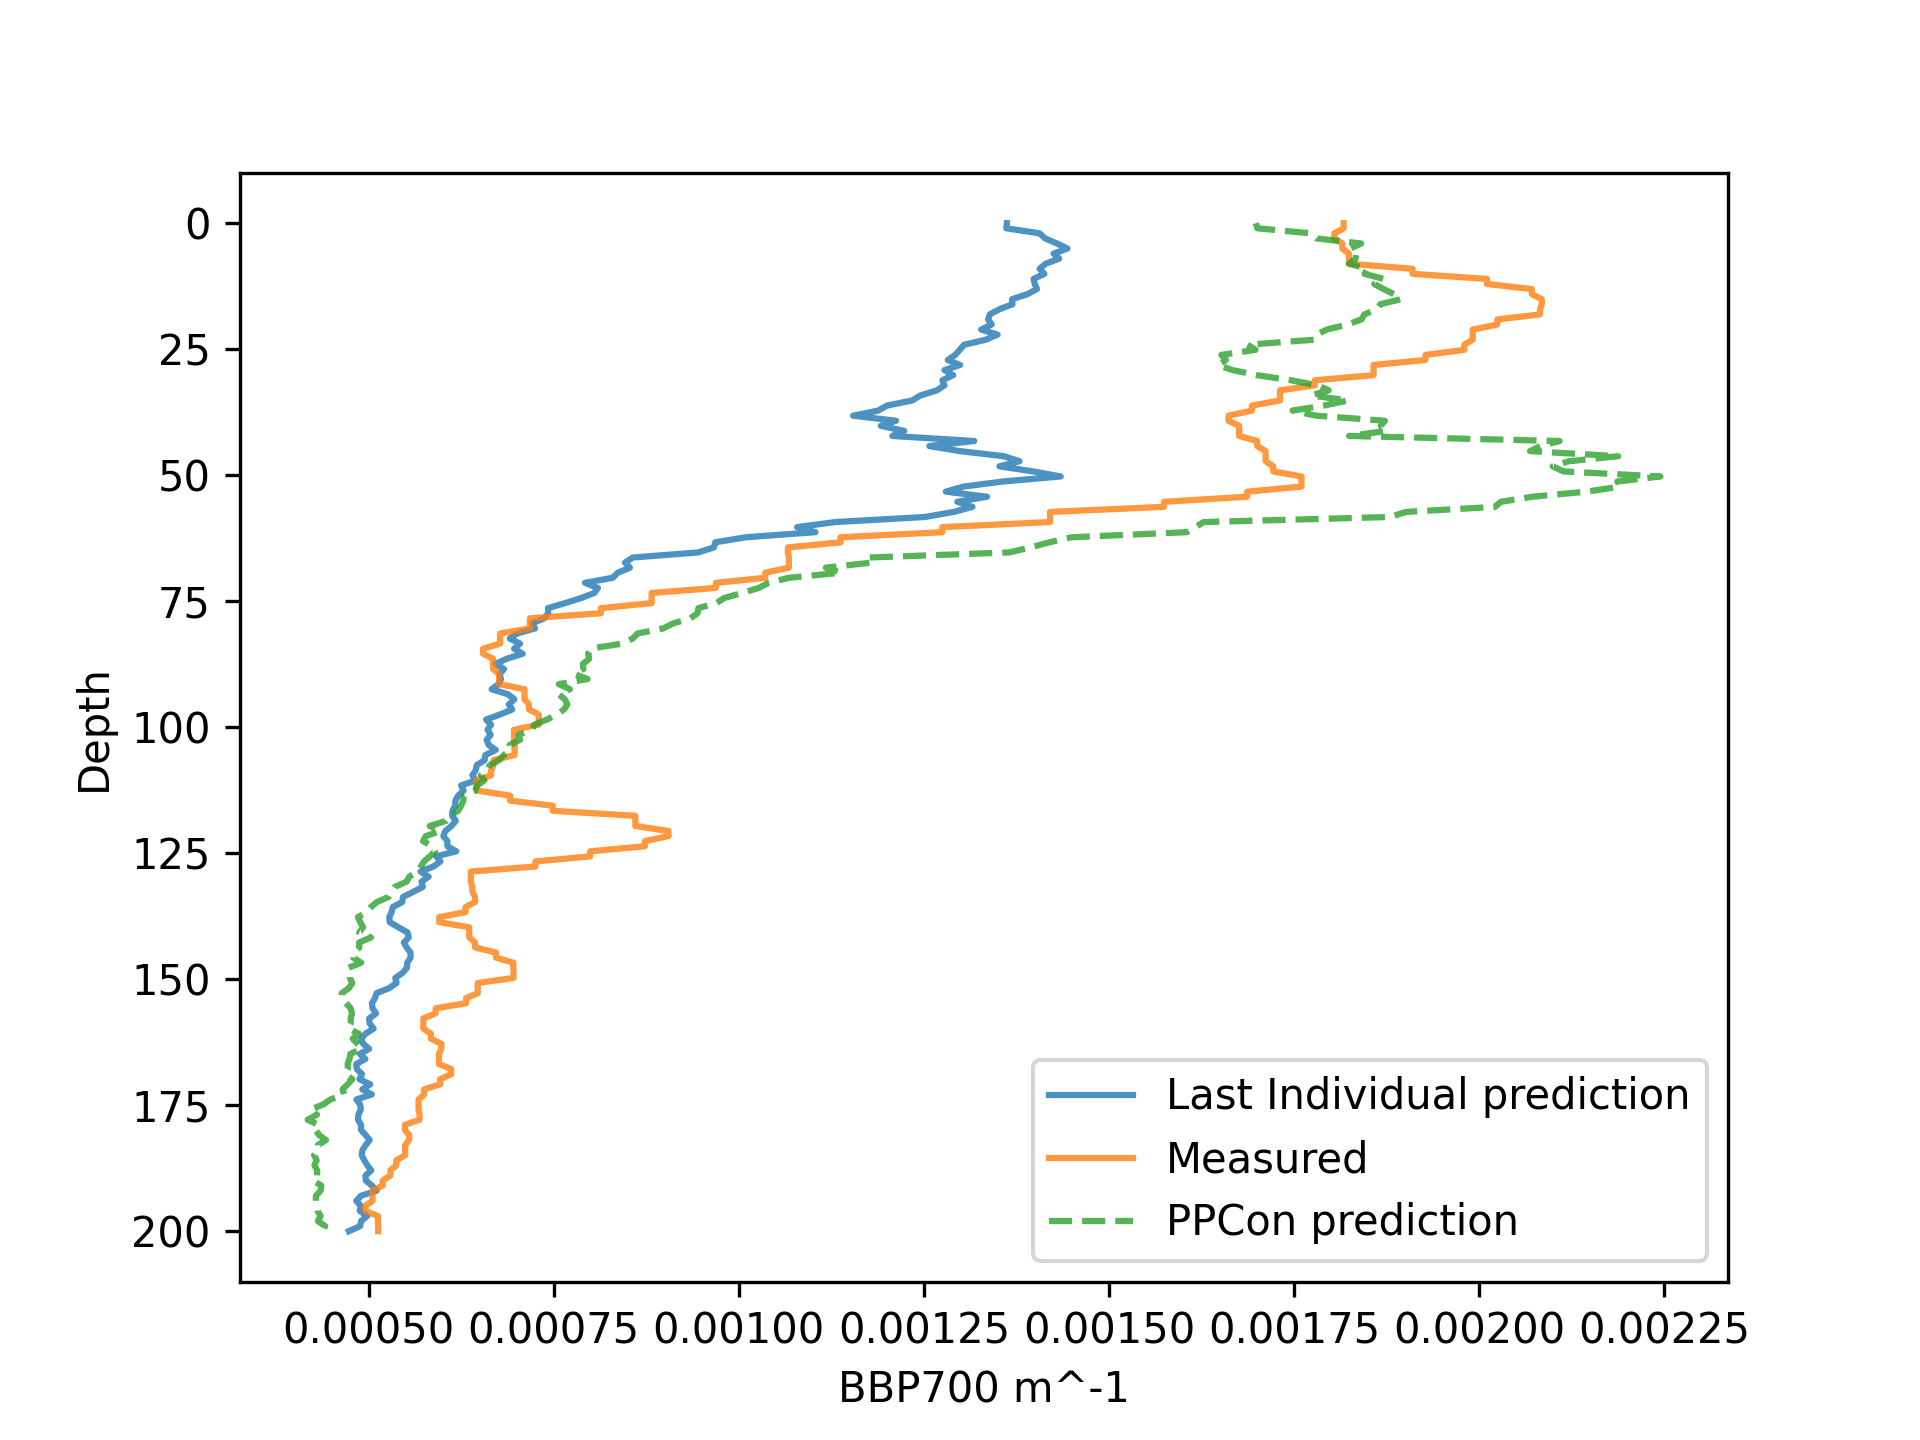 0
25
50
75
100
125
150
175
200
Depth
0.00050 0.00075 0.00100 0.00125 0.00150 0.00175 0.00200 0.00225
BBP700 m^-1
Last Individual prediction
Measured
PPCon prediction